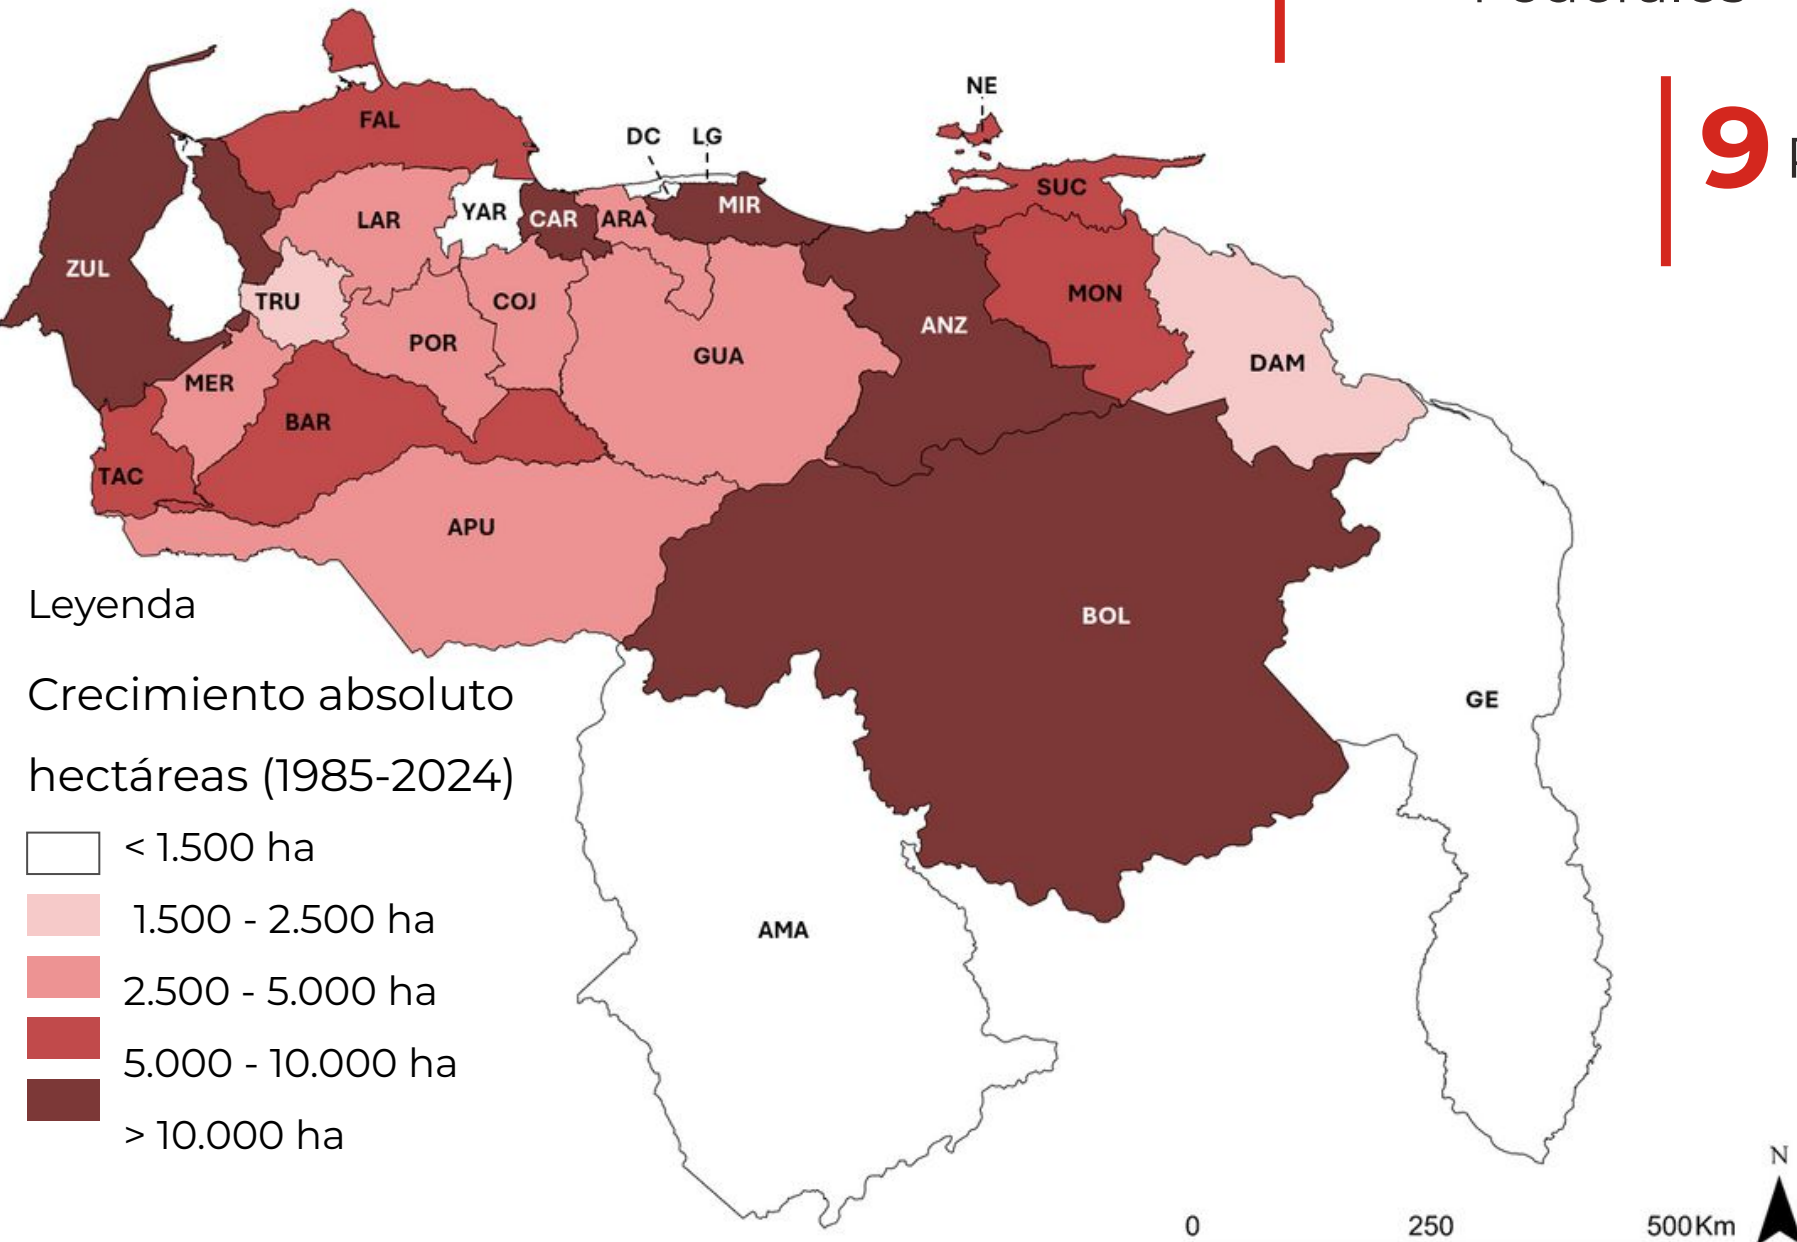 NE
9
FAL
DC
LG
SUC
YAR
MIR
LAR
CAR
ARA
ZUL
MON
TRU
COJ
ANZ
POR
GUA
DAM
MER
BAR
TAC
APU
BOL
GE
AMA
Leyenda
Crecimiento absoluto
hectáreas (1985-2024)
< 1.500 ha
1.500 - 2.500 ha
2.500 - 5.000 ha
5.000 - 10.000 ha
> 10.000 ha
N
0 250 500Km